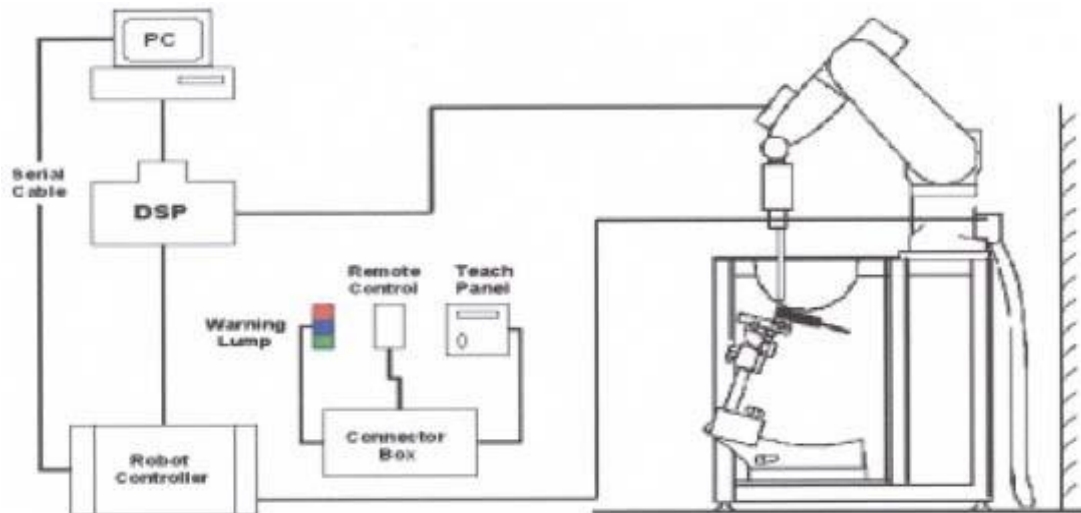 PC
Serial
Cable
DSP
Remote
Control
Teach
Panel
Warning
Lump
Connector
Box
Robot
Controller